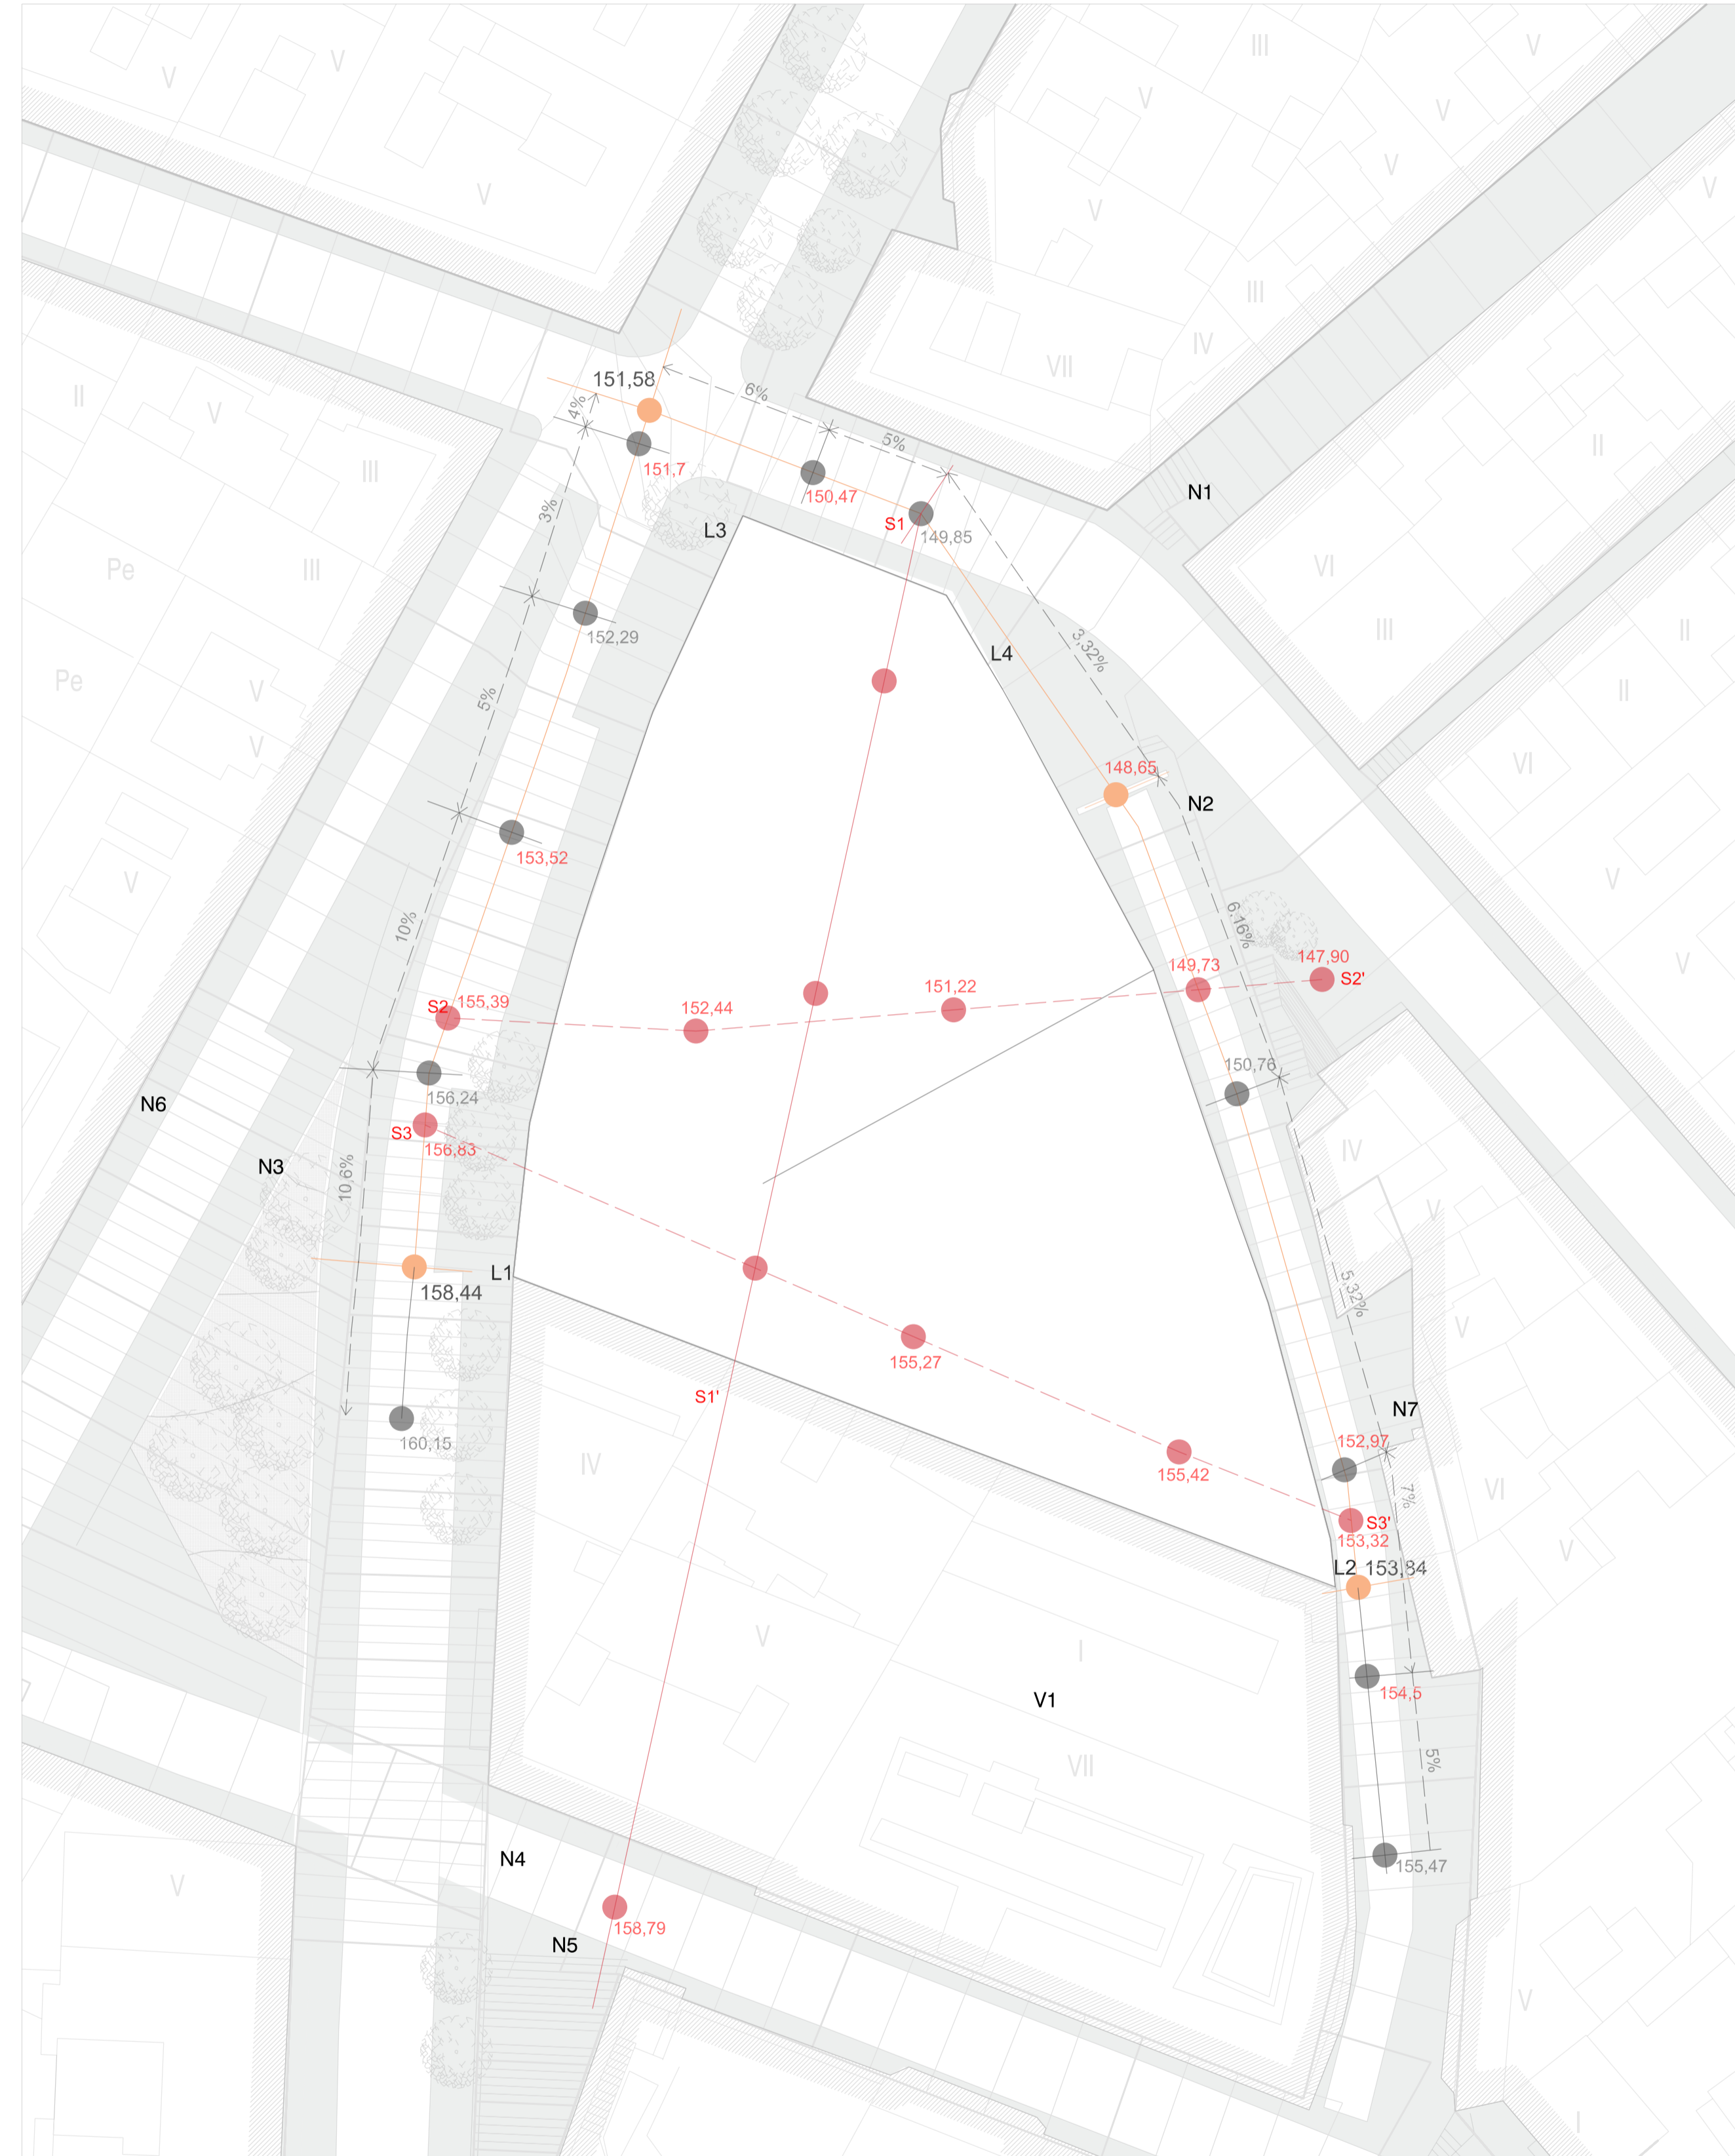 III
V
V
V
V
V
V
V
V
V
V
III
151,58
6%
IV
VII
II
V
4%
5%
II
III
151,7
150,47
N1
3%
S1
L3
149,85
VI
Pe
III
152,29
III
II
3,32%
L4
Pe
V
5%
II
V
148,65
VI
N2
153,52
V
V
10%
6.16%
147,90
149,73
V
S2'
S2
155,39
152,44
151,22
150,76
156,24
N6
S3
156,83
IV
N3
10,6%
V
L1
158,44
5,32%
V
155,27
S1'
N7
152,97
160,15
IV
155,42
VI
7%
S3'
153,32
V
L2
153,84
V
I
154,5
V1
5%
VII
N4
155,47
V
158,79
N5
V
I